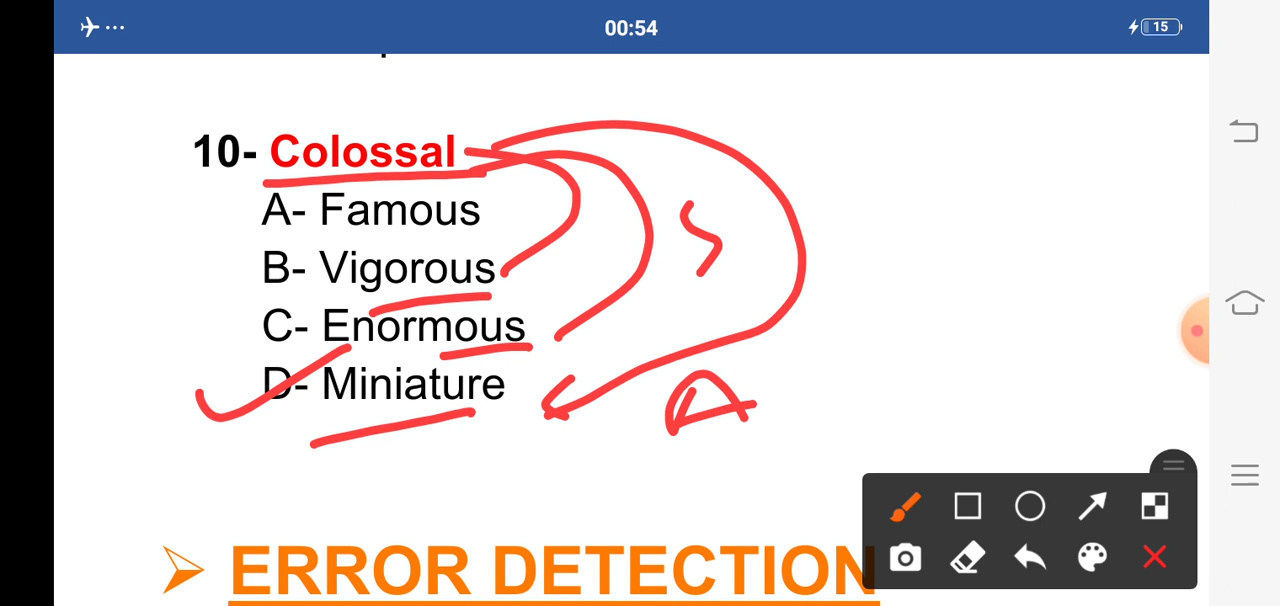 00:54
15
10- Colossal
S
A- Famous
B- Vigorous
C- Enormous
D- Miniature
A
➢ ERROR DETECTION